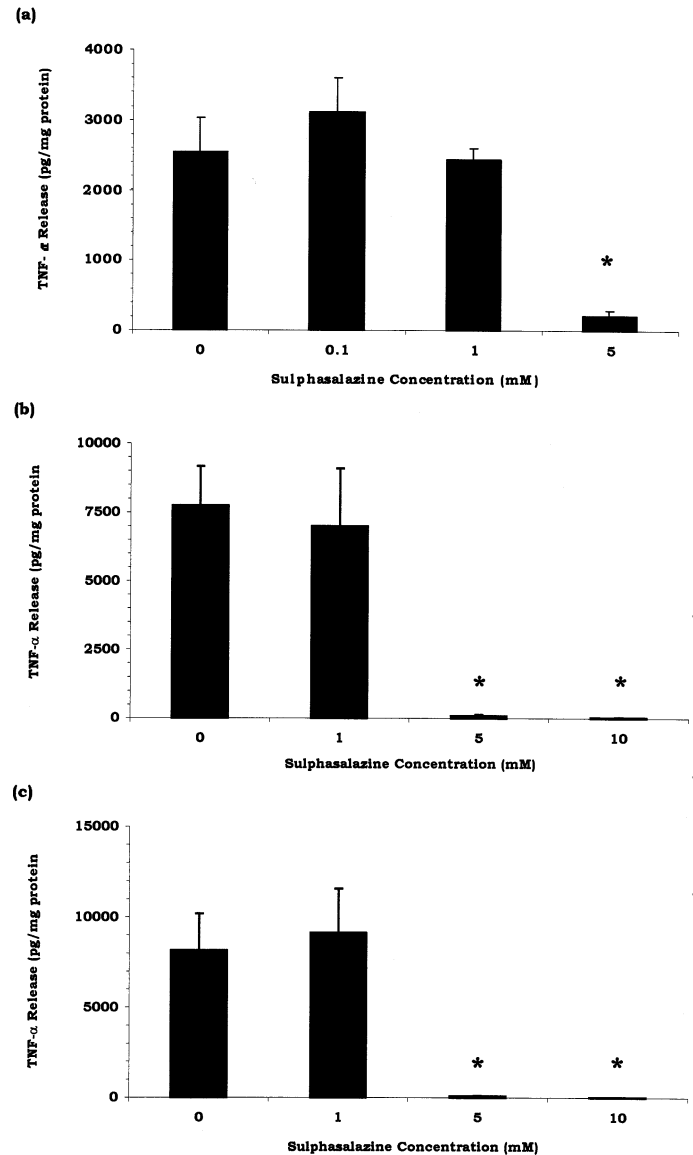 (a)
TNF- α Release (pg/mg protein)
4000
3000
2000
1000
0
*
0 0.1 1 5
Sulphasalazine Concentration (mM)
(b)
TNF-α Release (pg/mg protein
10000
7500
5000
2500
0
* *
0 1 5 10
Sulphasalazine Concentration (mM)
(c)
TNF-α Release (pg/mg protein
15000
10000
5000
0
* *
0 1 5 10
Sulphasalazine Concentration (mM)